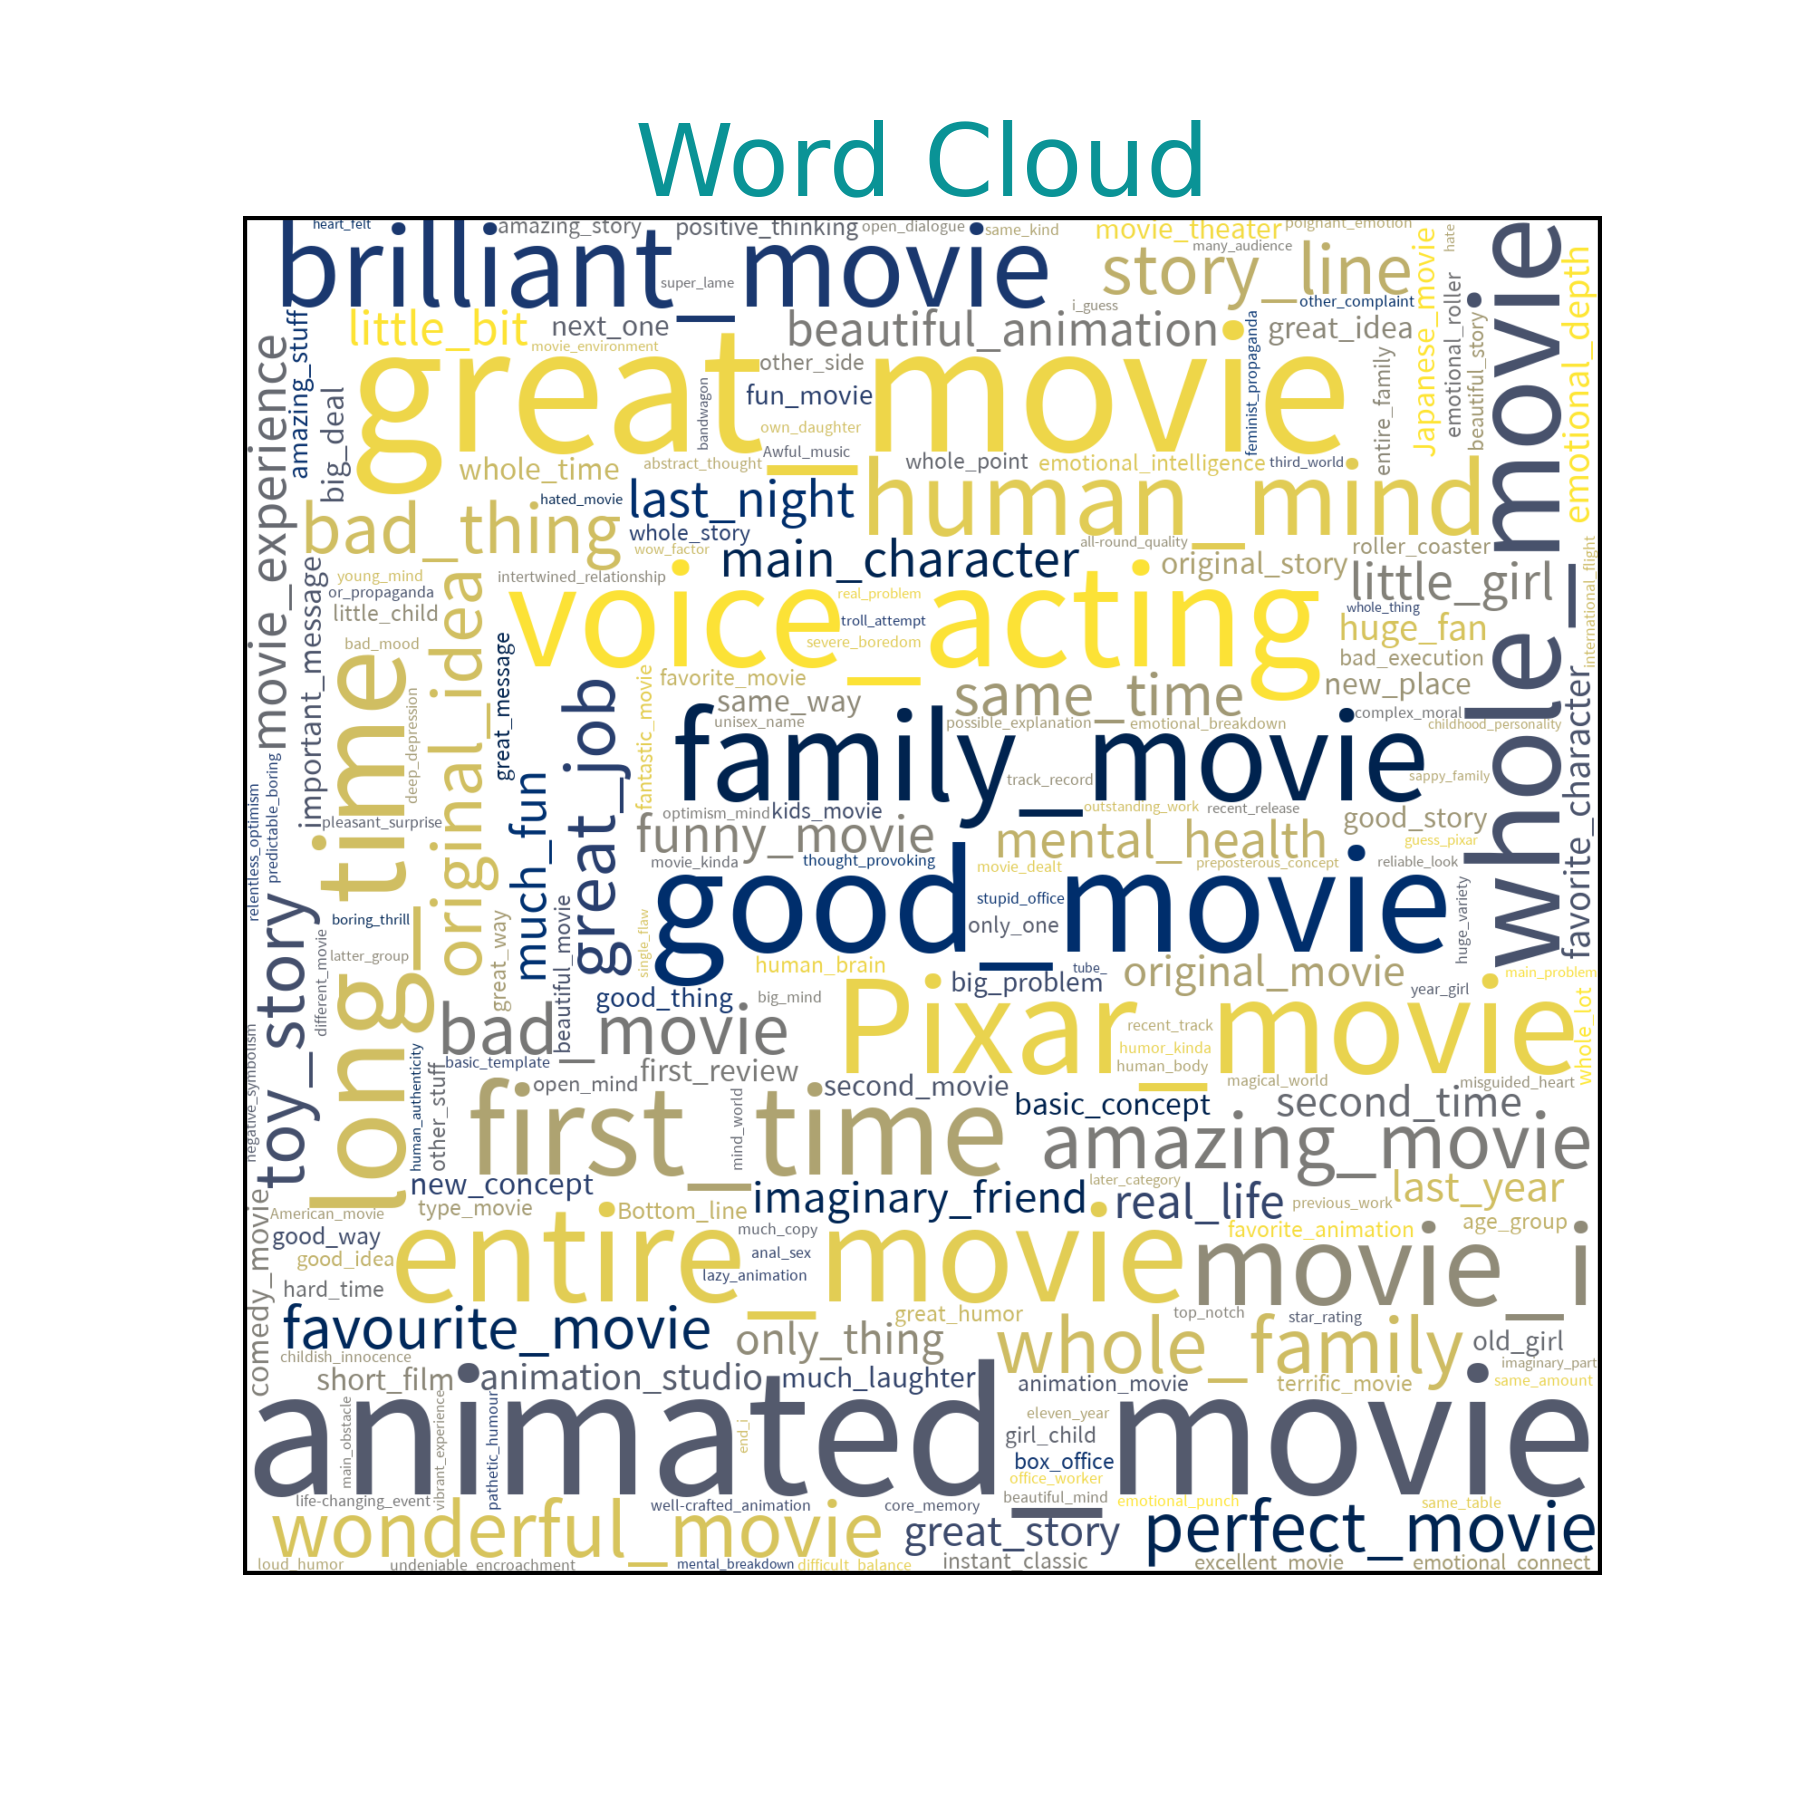 Word Cloud
heart_felt
amazing_story
positive_thinking
open_dialogue
same_kind
movie_theater
poignant_emotion
hate
brilliant_movie
super_lame
many_audience
story_line
other_complaint
i_guess
Japanese_movie
emotional_roller
beautiful_story
whole_movie
emotional_depth
little_bit
next_one
movie_environment
beautiful_animation
great_idea
feminist_propaganda
entire_family
amazing_stuff
big_deal
movie_experience
great_movie
other_side
fun_movie
bandwagon
own_daughter
Awful_music
whole_time
abstract_thought
whole_point
emotional_intelligence
third_world
bad_thing
hated_movie
last_night
human_mind
whole_story
wow_factor
main_character
all-round_quality
original_story
roller_coaster
international_flight
young_mind
or_propaganda
little_child
bad_mood
intertwined_relationship
important_message
original_idea
voice_acting
real_problem
troll_attempt
severe_boredom
little_girl
whole_thing
huge_fan
bad_execution
new_place
great_message
favorite_movie
fantastic_movie
same_way
unisex_name
same_time
possible_explanation
emotional_breakdown
complex_moral
childhood_personality
favorite_character
long_time
deep_depression
great_job
family_movie
track_record
sappy_family
relentless_optimism
predictable_boring
pleasant_surprise
much_fun
optimism_mind
kids_movie
outstanding_work
recent_release
good_story
guess_pixar
funny_movie
mental_health
movie_kinda
thought_provoking
movie_dealt
preposterous_concept
reliable_look
good_movie
stupid_office
only_one
huge_variety
toy_story
boring_thrill
latter_group
different_movie
great_way
beautiful_movie
single_flaw
human_brain
tube_
big_problem
original_movie
main_problem
year_girl
whole_lot
good_thing
big_mind
bad_movie
Pixar_movie
recent_track
humor_kinda
human_body
negative_symbolism
human_authenticity
other_stuff
basic_template
first_review
open_mind
second_movie
magical_world
misguided_heart
first_time
mind_world
basic_concept
second_time
amazing_movie
new_concept
imaginary_friend
later_category
real_life
previous_work
last_year
comedy_movie
American_movie
type_movie
Bottom_line
good_way
good_idea
hard_time
entire_movie
much_copy
anal_sex
lazy_animation
favorite_animation
age_group
movie_i
favourite_movie
great_humor
only_thing
top_notch
star_rating
whole_family
old_girl
childish_innocence
short_film
animation_studio
much_laughter
animation_movie
terrific_movie
imaginary_part
same_amount
animated_movie
main_obstacle
vibrant_experience
pathetic_humour
end_i
eleven_year
girl_child
box_office
office_worker
beautiful_mind
life-changing_event
well-crafted_animation
core_memory
emotional_punch
same_table
wonderful_movie
great_story
perfect_movie
loud_humor
undeniable_encroachment
mental_breakdown
difficult_balance
instant_classic
excellent_movie
emotional_connect